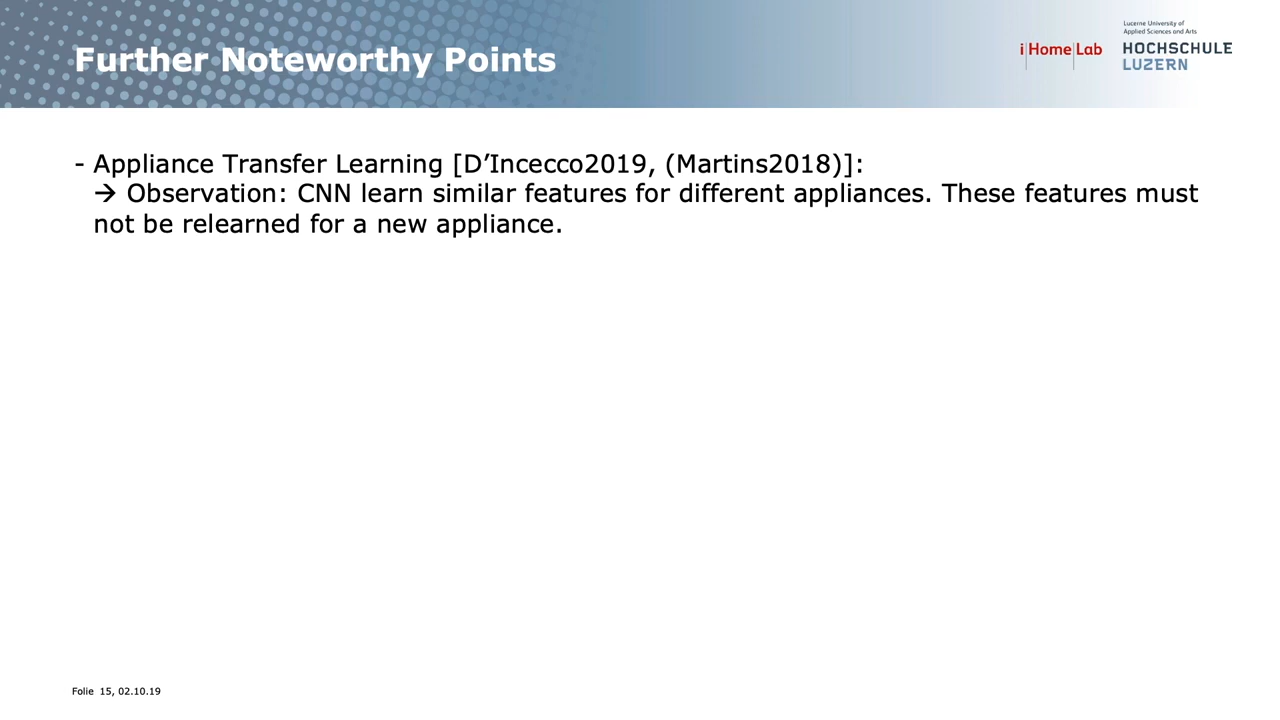 Further Noteworthy Points
i Home Lab
Lucerne University of
Applied Sciences and Arts
HOCHSCHULE
LUZERN
- Appliance Transfer Learning [D’Incecco2019, (Martins2018)]:
→ Observation: CNN learn similar features for different appliances. These features must
not be relearned for a new appliance.
Folie 15, 02.10.19